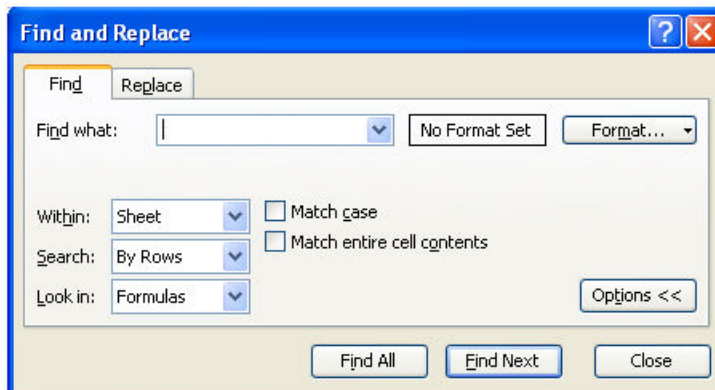 Find and Replace
Find Replace
Find what: No Format Set Format...
Within: Sheet Match case
Match entire cell contents
Search: By Rows
Look in: Formulas Options <<
Find All Find Next Close